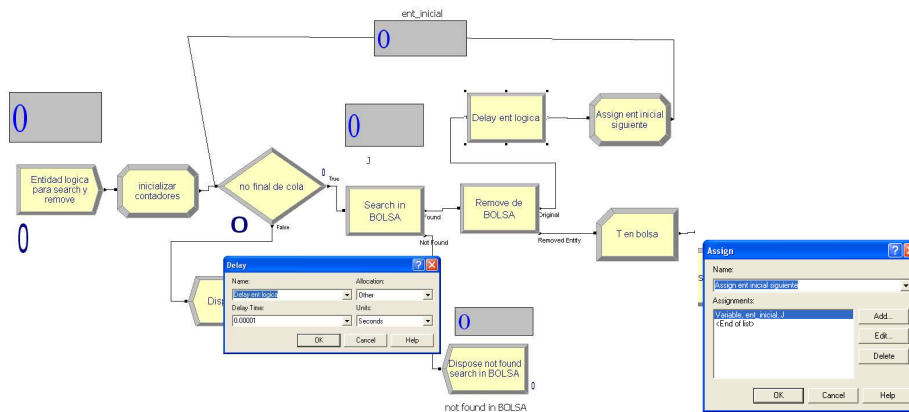 ent_inicial
0
0
0
J
Entidad logica
para search y
remove
0
inicializar
contadores
no final de cola
0
True
0
False
Search in
BOLSA
Found
Not Found
Remove de
BOLSA
Original
Removed Entity
Delay ent logica
Assign ent inicial
siguiente
T en bolsa
Delay
Name:
Allocation:
Delay ent logica
Other
Delay Time:
Units:
0.00001
Seconds
OK
Cancel
Help
0
Dispose not found
search in BOLSA
0
not found in BOLSA
Assign
Name:
Assign ent inicial siguiente
Assignments:
Variable, ent_inicial, J
<End of list>
Add...
Edit...
Delete
OK
Cancel
Help